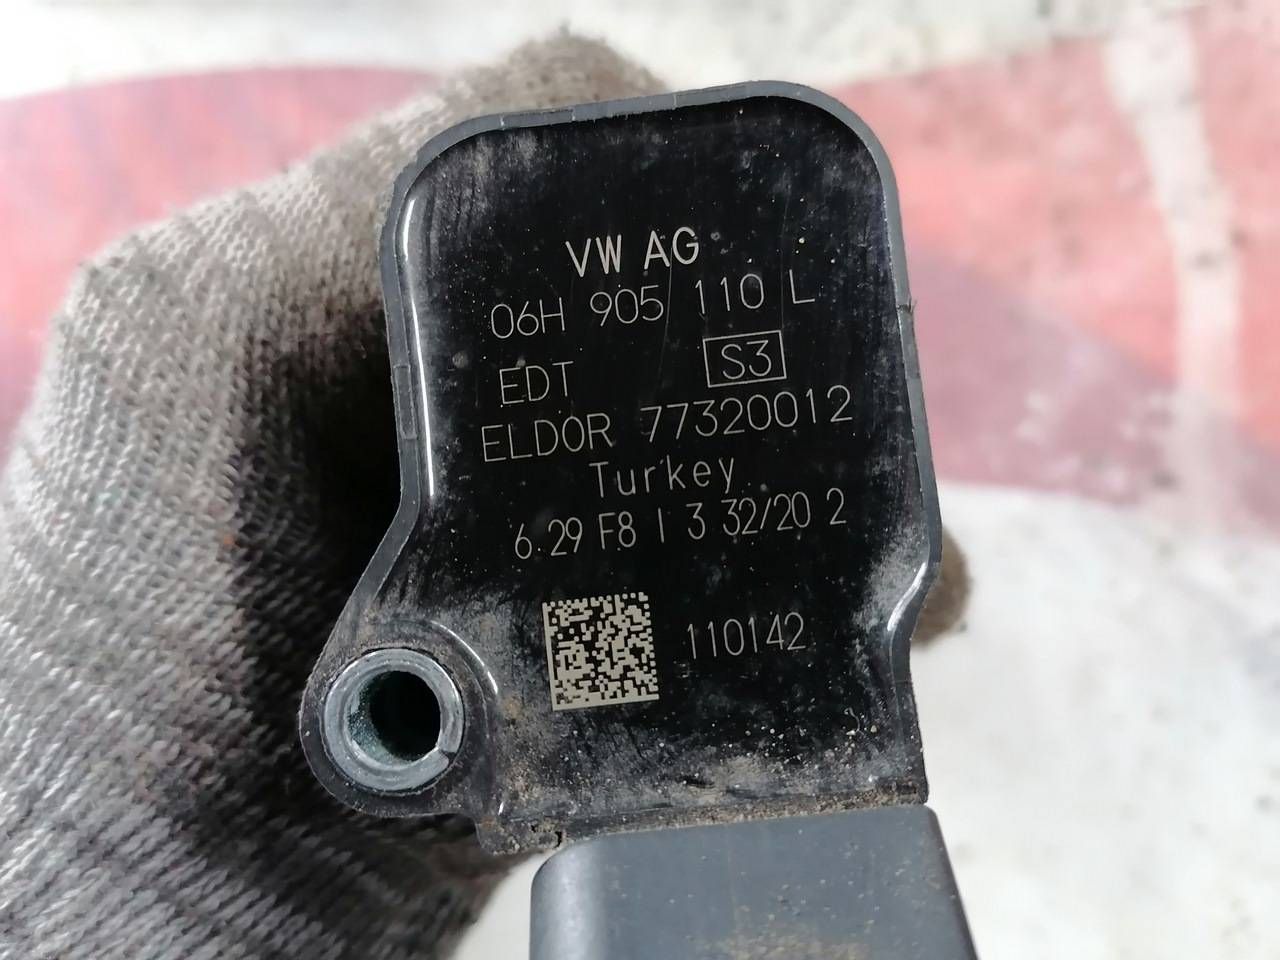 VW AG
06H 905 110 L
EDT S3
ELDOR 77320012
Turkey
6.29 F8 I 3 32/20 2
110142